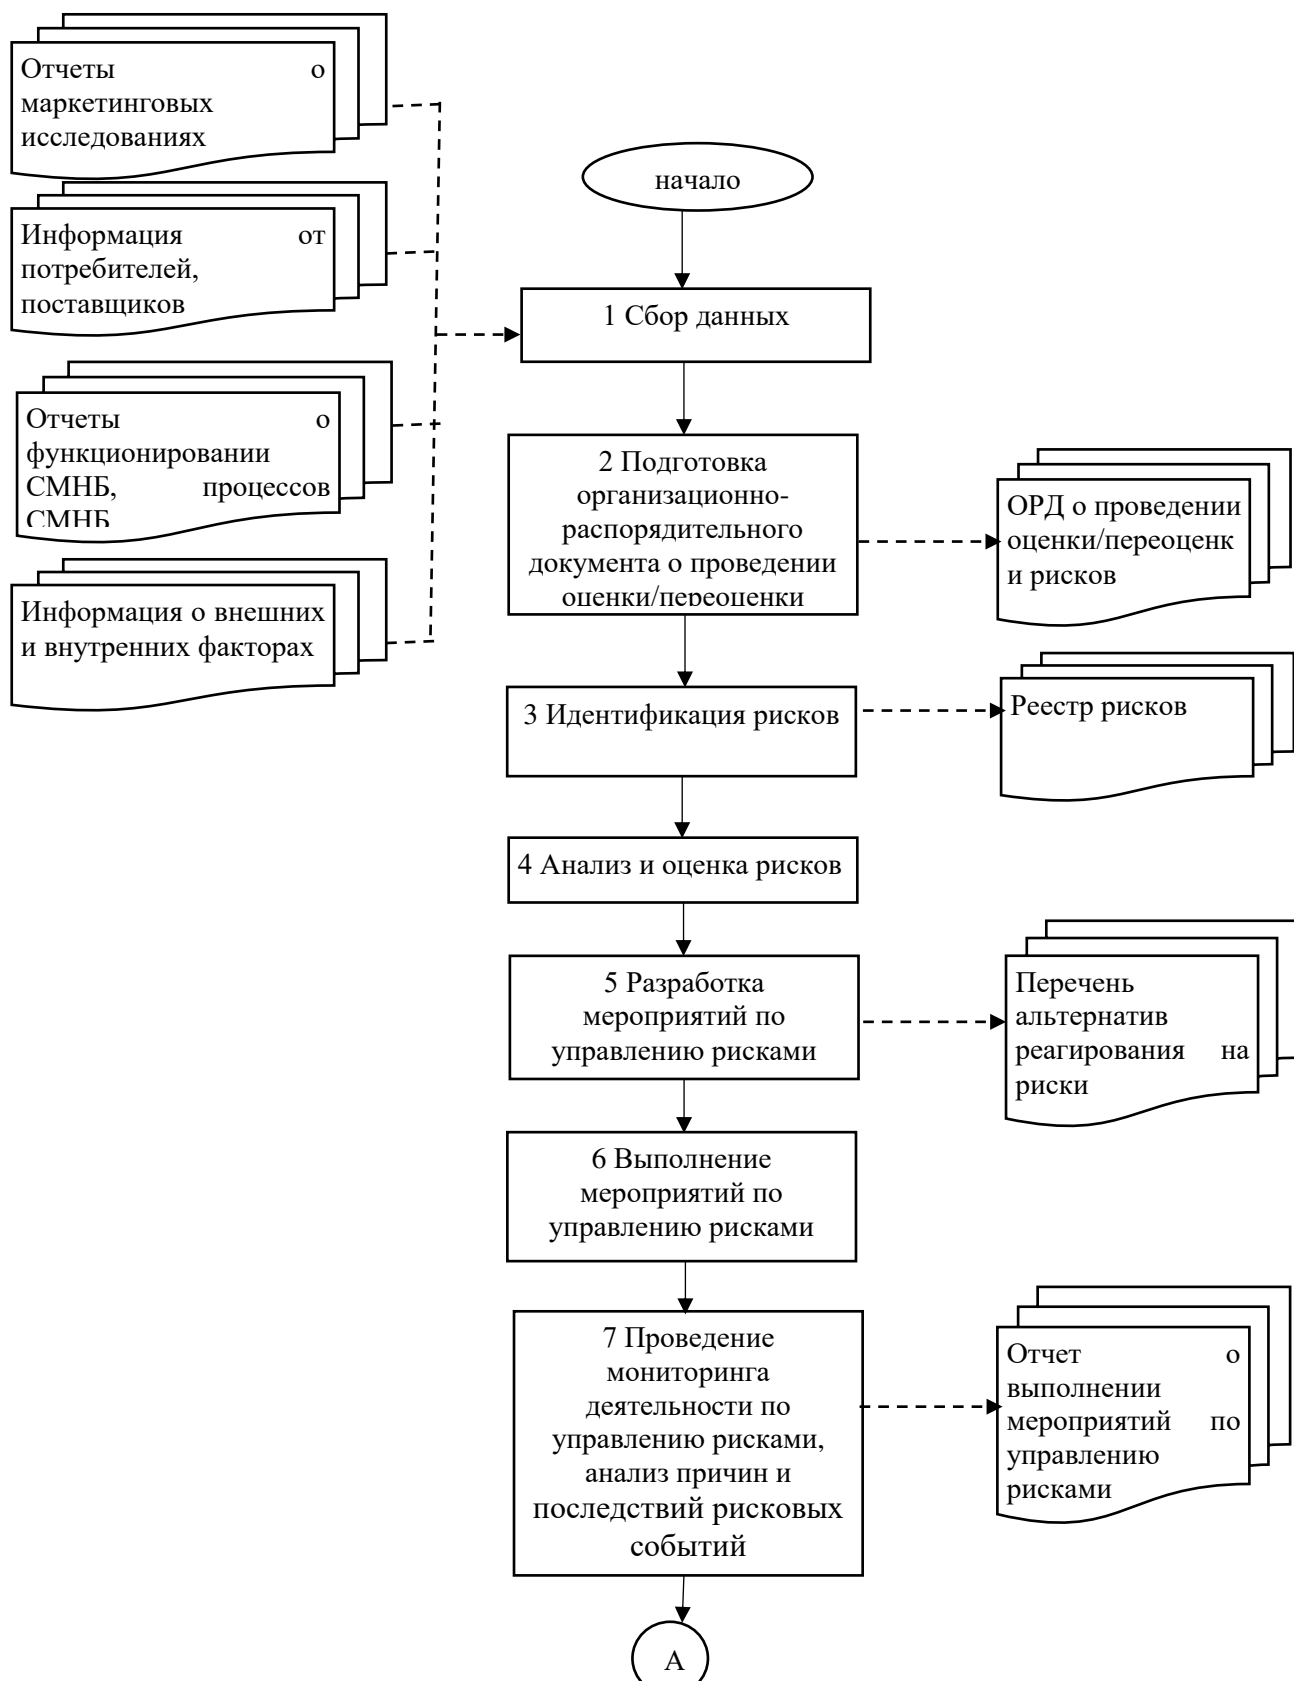 Отчеты о
маркетинговых
исследованиях
начало
Информация от
потребителей,
поставщиков
1 Сбор данных
Отчеты о
функционировании
СМНБ, процессов
СМНБ
2 Подготовка
организационно-
распорядительного
документа о проведении
оценки/переоценки
ОРД о проведении
оценки/переоценк
и рисков
Информация о внешних
и внутренних факторах
3 Идентификация рисков
Реестр рисков
4 Анализ и оценка рисков
5 Разработка
мероприятий по
управлению рисками
Перечень
альтернатив
реагирования на
риски
6 Выполнение
мероприятий по
управлению рисками
7 Проведение
мониторинга
деятельности по
управлению рисками,
анализ причин и
последствий рисковых
событий
Отчет о
выполнении
мероприятий по
управлению
рисками
А